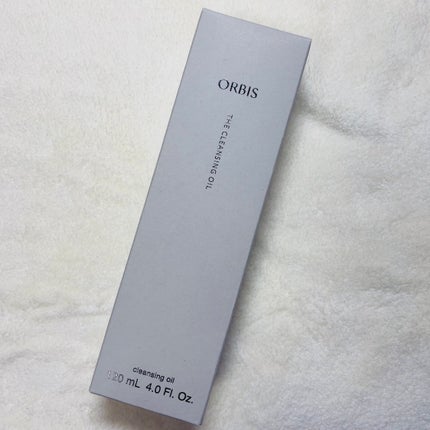 ORBIS
THE CLEANSING OIL
cleansing oil
120 mL 4.0 Fl. Oz.